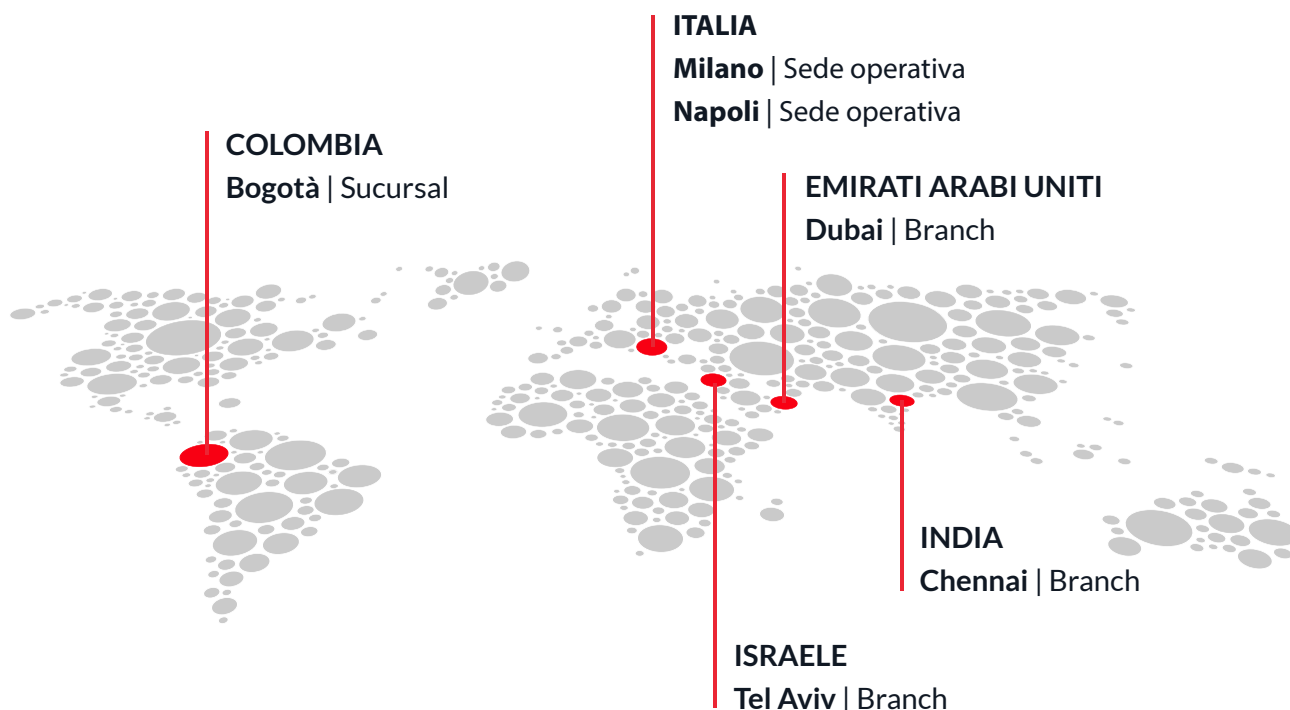 ITALIA
Milano | Sede operativa
Napoli | Sede operativa
COLOMBIA
Bogotà | Sucursal
EMIRATI ARABI UNITI
Dubai | Branch
INDIA
Chennai | Branch
ISRAELE
Tel Aviv | Branch